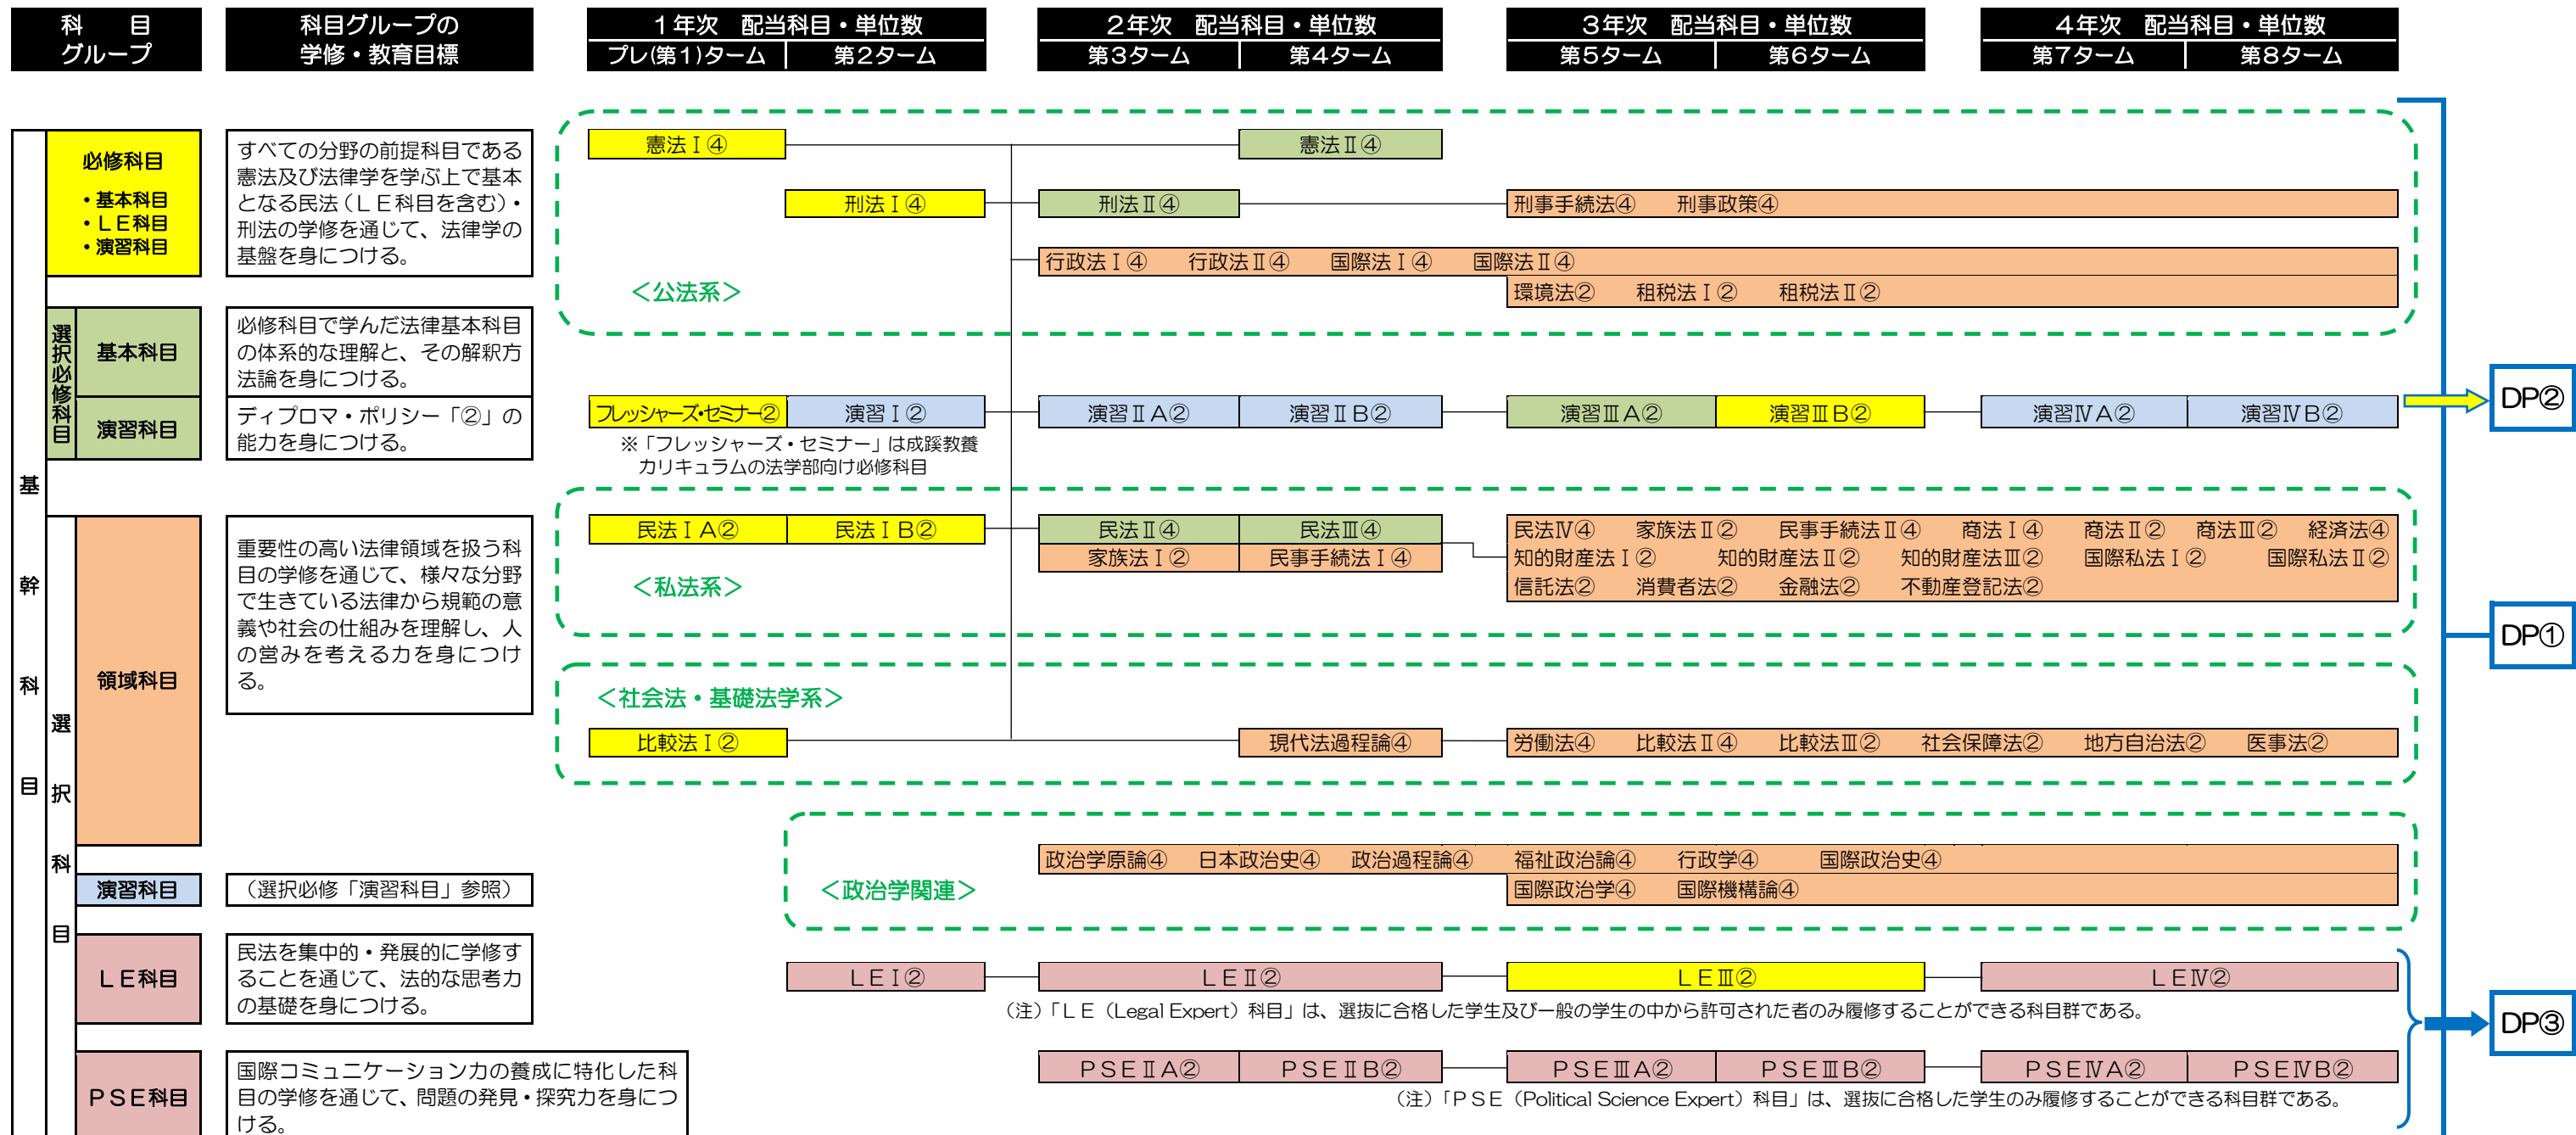 科　目
グループ
科目グループの
学修・教育目標
１年次　配当科目・単位数
プレ(第１)ターム　第２ターム
２年次　配当科目・単位数
第３ターム　第４ターム
３年次　配当科目・単位数
第５ターム　第６ターム
４年次　配当科目・単位数
第７ターム　第８ターム
基幹科目
必修科目
・基本科目
・ＬＥ科目
・演習科目
すべての分野の前提科目である
憲法及び法律学を学ぶ上で基本
となる民法（ＬＥ科目を含む）・
刑法の学修を通じて、法律学の
基盤を身につける。
選択必修科目
基本科目
必修科目で学んだ法律基本科目
の体系的な理解と、その解釈方
法論を身につける。
演習科目
ディプロマ・ポリシー「②」の
能力を身につける。
選択科目
領域科目
重要性の高い法律領域を扱う科
目の学修を通じて、様々な分野
で生きている法律から規範の意
義や社会の仕組みを理解し、人
の営みを考える力を身につけ
る。
演習科目
（選択必修「演習科目」参照）
ＬＥ科目
民法を集中的・発展的に学修す
ることを通じて、法的な思考力
の基礎を身につける。
ＰＳＥ科目
国際コミュニケーション力の養成に特化した科
目の学修を通じて、問題の発見・探究力を身につ
ける。
憲法Ⅰ④　憲法Ⅱ④
刑法Ⅰ④　刑法Ⅱ④　刑事手続法④　刑事政策④
行政法Ⅰ④　行政法Ⅱ④　国際法Ⅰ④　国際法Ⅱ④
＜公法系＞
環境法②　租税法Ⅰ②　租税法Ⅱ②
フレッシャーズ・セミナー②　演習Ⅰ②　演習ⅡＡ②　演習ⅡＢ②　演習ⅢＡ②　演習ⅢＢ②　演習ⅣＡ②　演習ⅣＢ②
※「フレッシャーズ・セミナー」は成蹊教養
カリキュラムの法学部向け必修科目
民法ⅠＡ②　民法ⅠＢ②　民法Ⅱ④　民法Ⅲ④　民法Ⅳ④　家族法Ⅱ②　民事手続法Ⅱ④　商法Ⅰ④　商法Ⅱ②　商法Ⅲ②　経済法④
家族法Ⅰ②　民事手続法Ⅰ④　知的財産法Ⅰ②　知的財産法Ⅱ②　知的財産法Ⅲ②　国際私法Ⅰ②　国際私法Ⅱ②
＜私法系＞
信託法②　消費者法②　金融法②　不動産登記法②
＜社会法・基礎法学系＞
比較法Ⅰ②　現代法過程論④　労働法④　比較法Ⅱ④　比較法Ⅲ②　社会保障法②　地方自治法②　医事法②
政治学原論④　日本政治史④　政治過程論④　福祉政治論④　行政学④　国際政治史④
＜政治学関連＞
国際政治学④　国際機構論④
ＬＥⅠ②　ＬＥⅡ②　ＬＥⅢ②　ＬＥⅣ②
（注）「ＬＥ（Legal Expert）科目」は、選抜に合格した学生及び一般の学生の中から許可された者のみ履修することができる科目群である。
ＰＳＥⅡＡ②　ＰＳＥⅡＢ②　ＰＳＥⅢＡ②　ＰＳＥⅢＢ②　ＰＳＥⅣＡ②　ＰＳＥⅣＢ②
（注）「ＰＳＥ（Political Science Expert）科目」は、選抜に合格した学生のみ履修することができる科目群である。
DP②
DP①
DP③